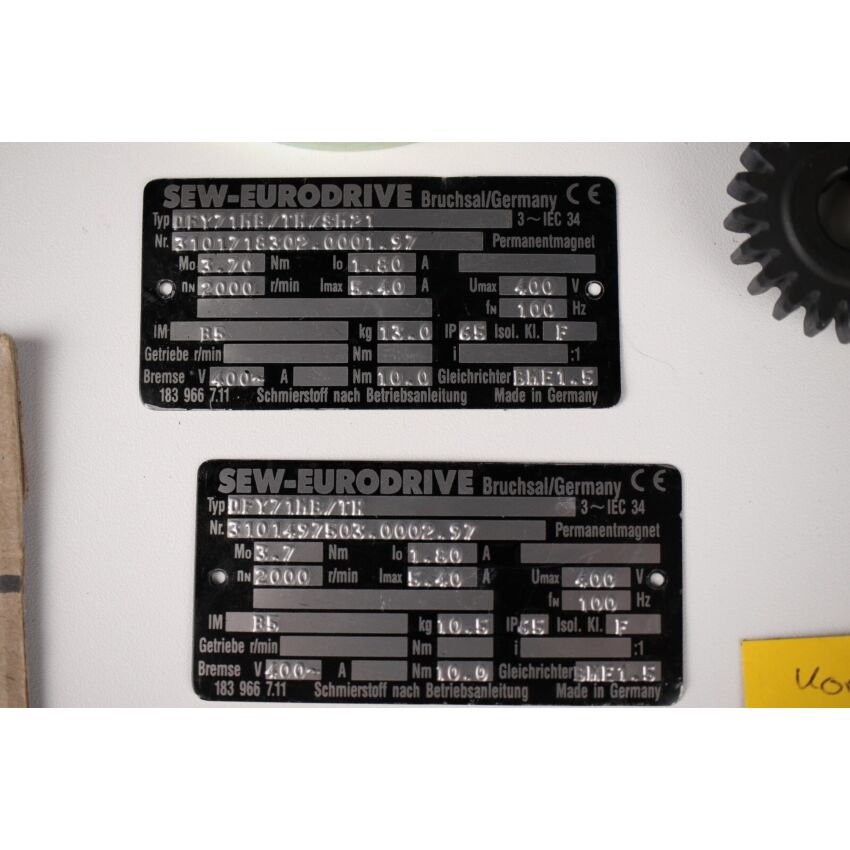 SEW-EURODRIVE Bruchsal/Germany CE
Typ DFY71MB/TH/SM21 3~IEC 34
Nr. 3101718302.0001.97 Permanentmagnet
Mo 3.70 Nm Io 1.80 A
nN 2000 r/min Imax 5.40 A Umax 400 V
fN 100 Hz
IM B5 kg 13.0 IP 65 Isol. Kl. F
Getriebe r/min Nm i :1
Bremse V 400~ A Nm 10.0 Gleichrichter BME1.5
183 966 7.11 Schmierstoff nach Betriebsanleitung Made in Germany
SEW-EURODRIVE Bruchsal/Germany CE
Typ DFY71MB/TH 3~IEC 34
Nr. 3101497503.0002.97 Permanentmagnet
Mo 3.7 Nm Io 1.80 A
nN 2000 r/min Imax 5.40 A Umax 400 V
fN 100 Hz
IM B5 kg 10.5 IP 65 Isol. Kl. F
Getriebe r/min Nm i :1
Bremse V 400~ A Nm 10.0 Gleichrichter BME1.5
183 966 7.11 Schmierstoff nach Betriebsanleitung Made in Germany